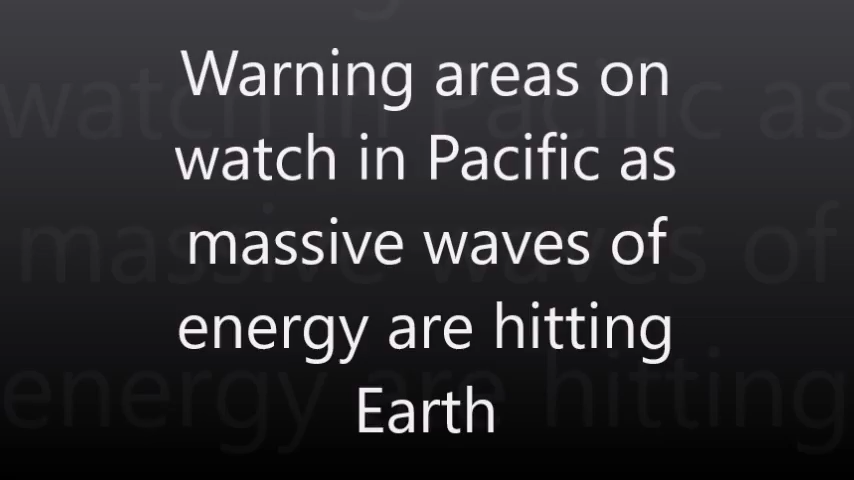 Warning areas on
watch in Pacific as
massive waves of
energy are hitting
Earth